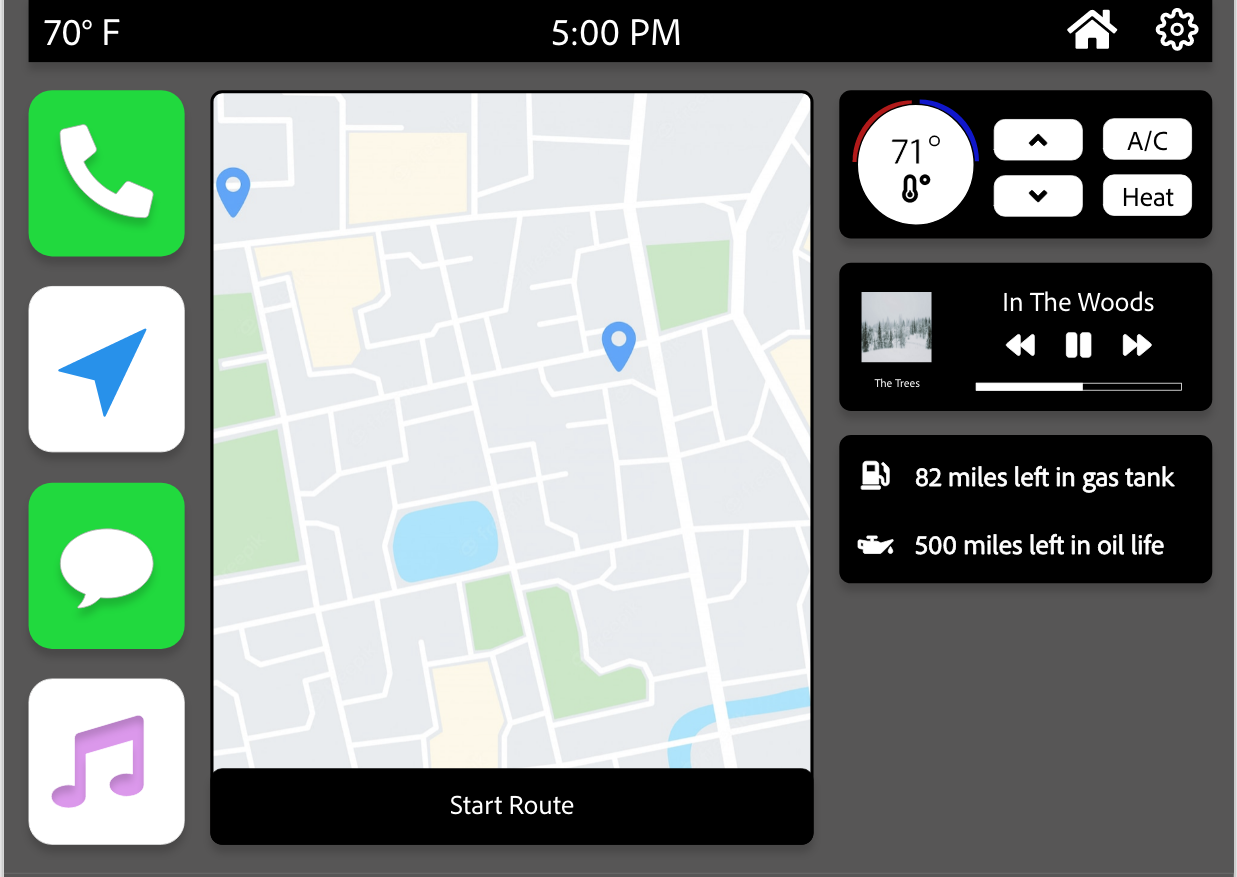 70° F
5:00 PM
71°
A/C
Heat
In The Woods
The Trees
82 miles left in gas tank
500 miles left in oil life
Start Route